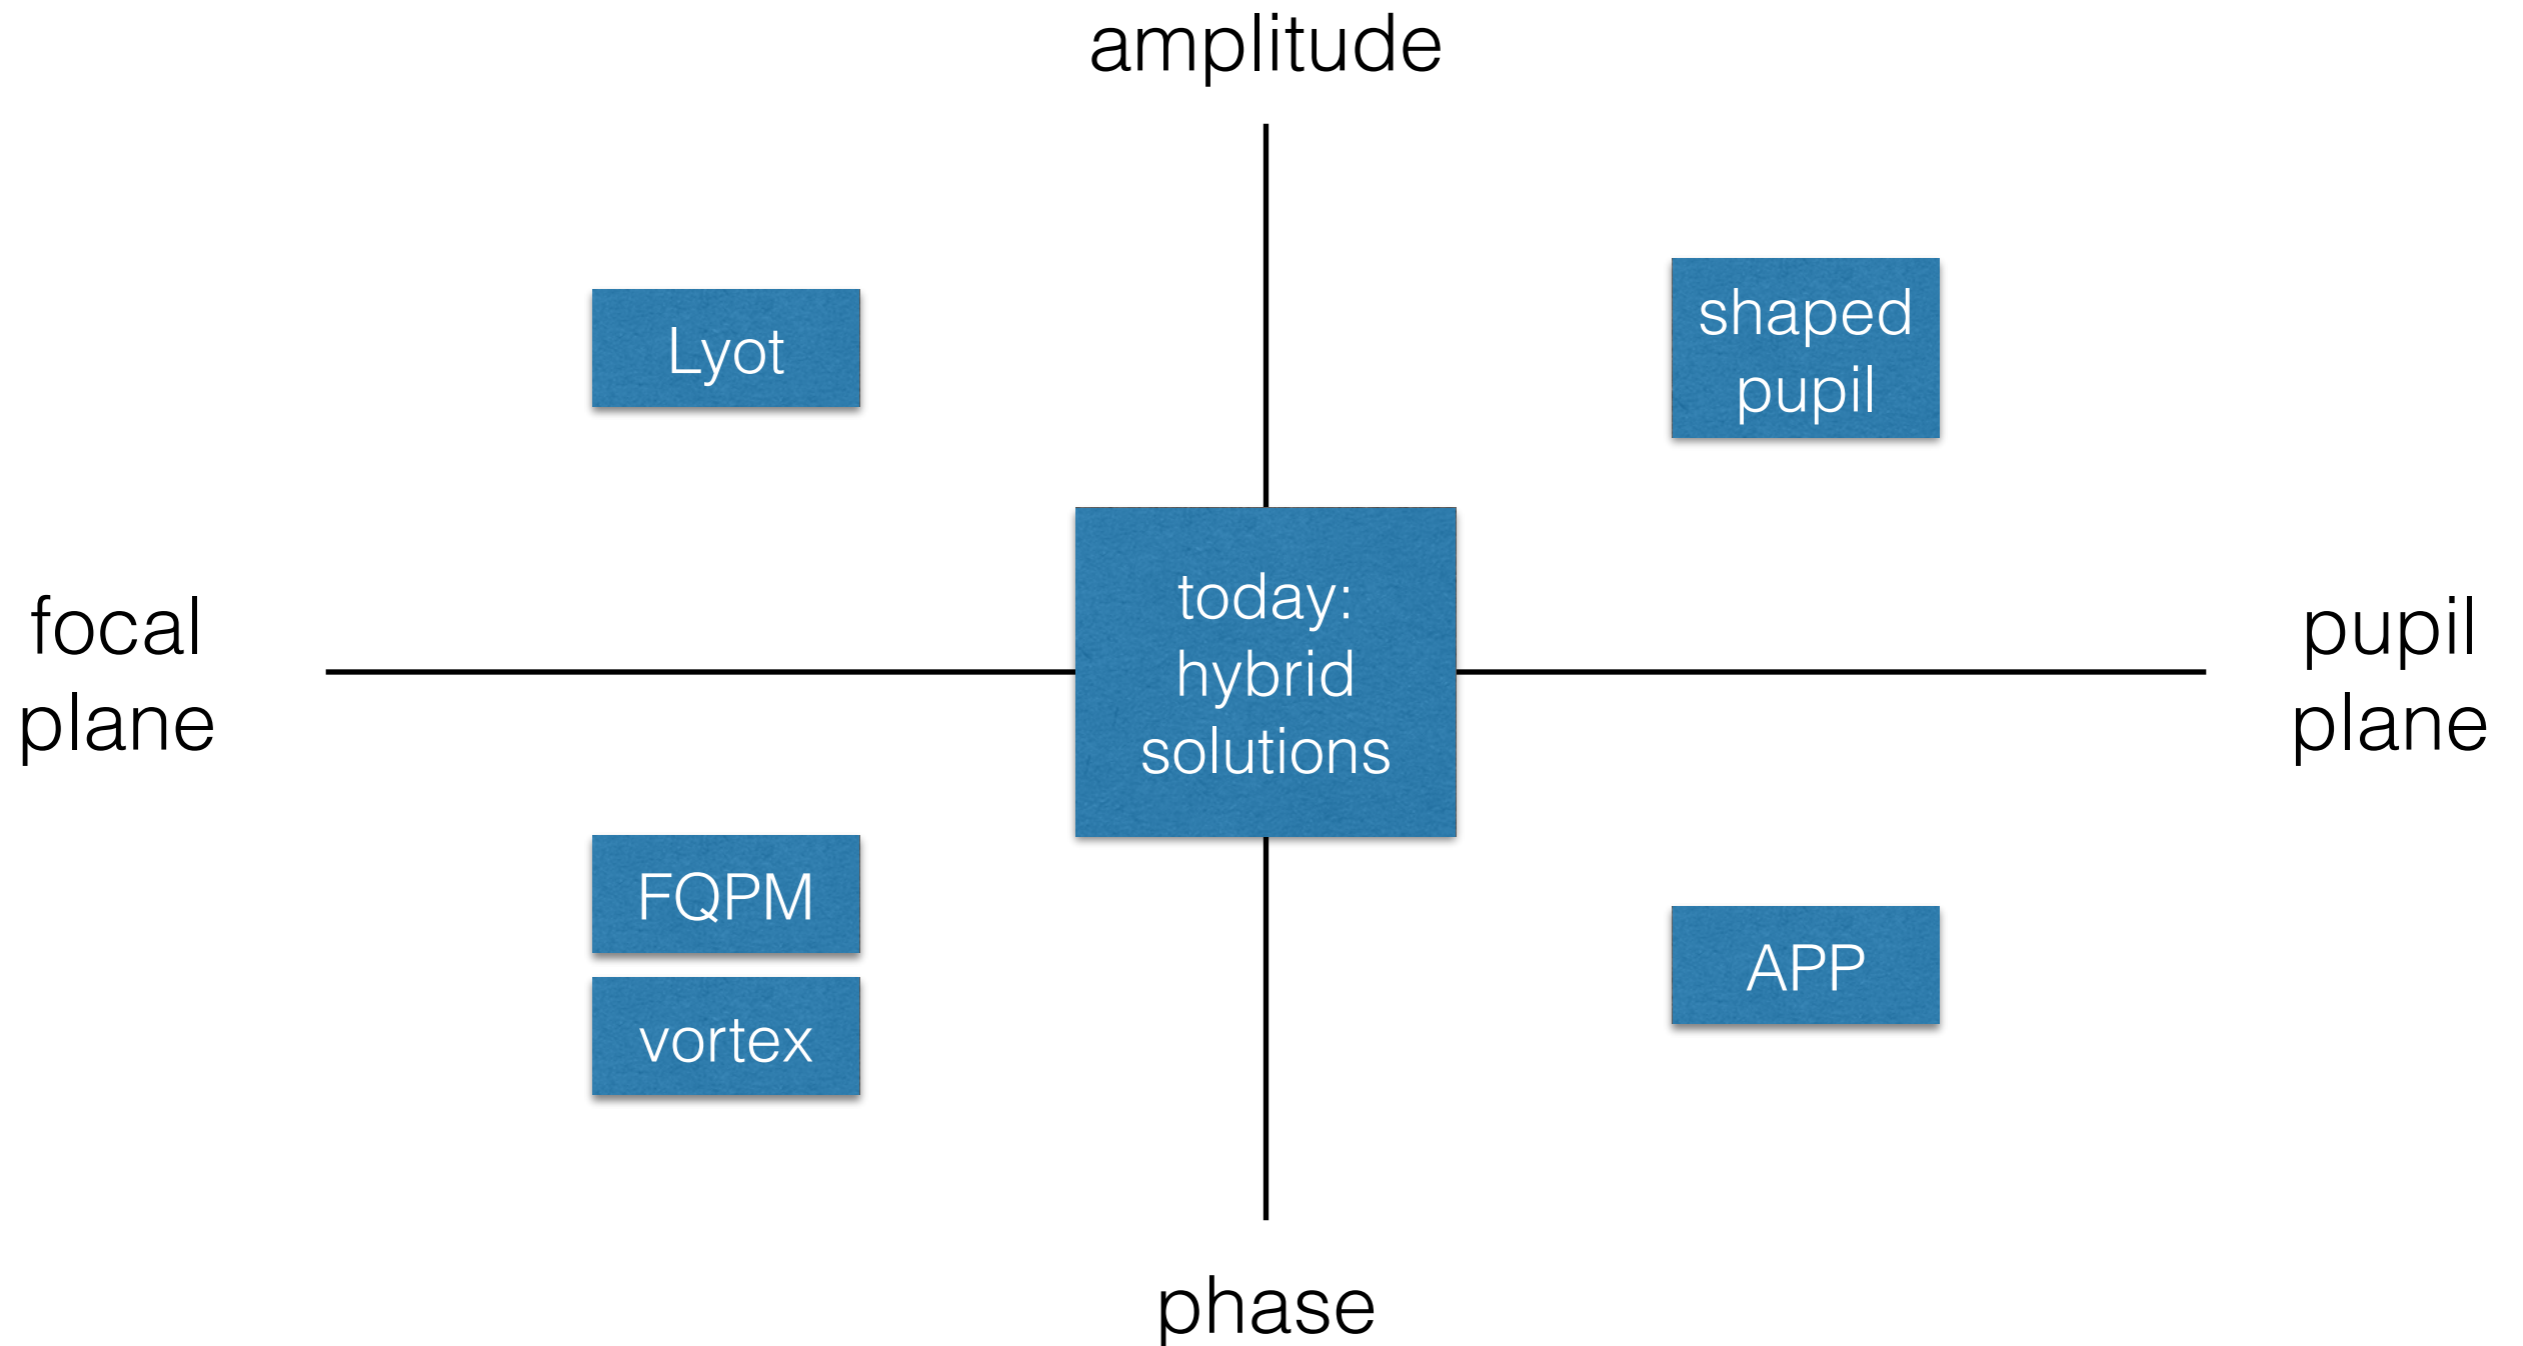 amplitude
Lyot
shaped
pupil
focal
plane
today:
hybrid
solutions
pupil
plane
FQPM
vortex
APP
phase